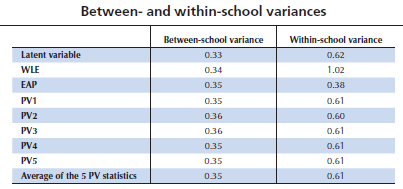 Between- and within-school variances
Between-school variance Within-school variance
Latent variable 0.33 0.62
WLE 0.34 1.02
EAP 0.35 0.38
PV1 0.35 0.61
PV2 0.36 0.60
PV3 0.36 0.61
PV4 0.35 0.61
PV5 0.35 0.61
Average of the 5 PV statistics 0.35 0.61